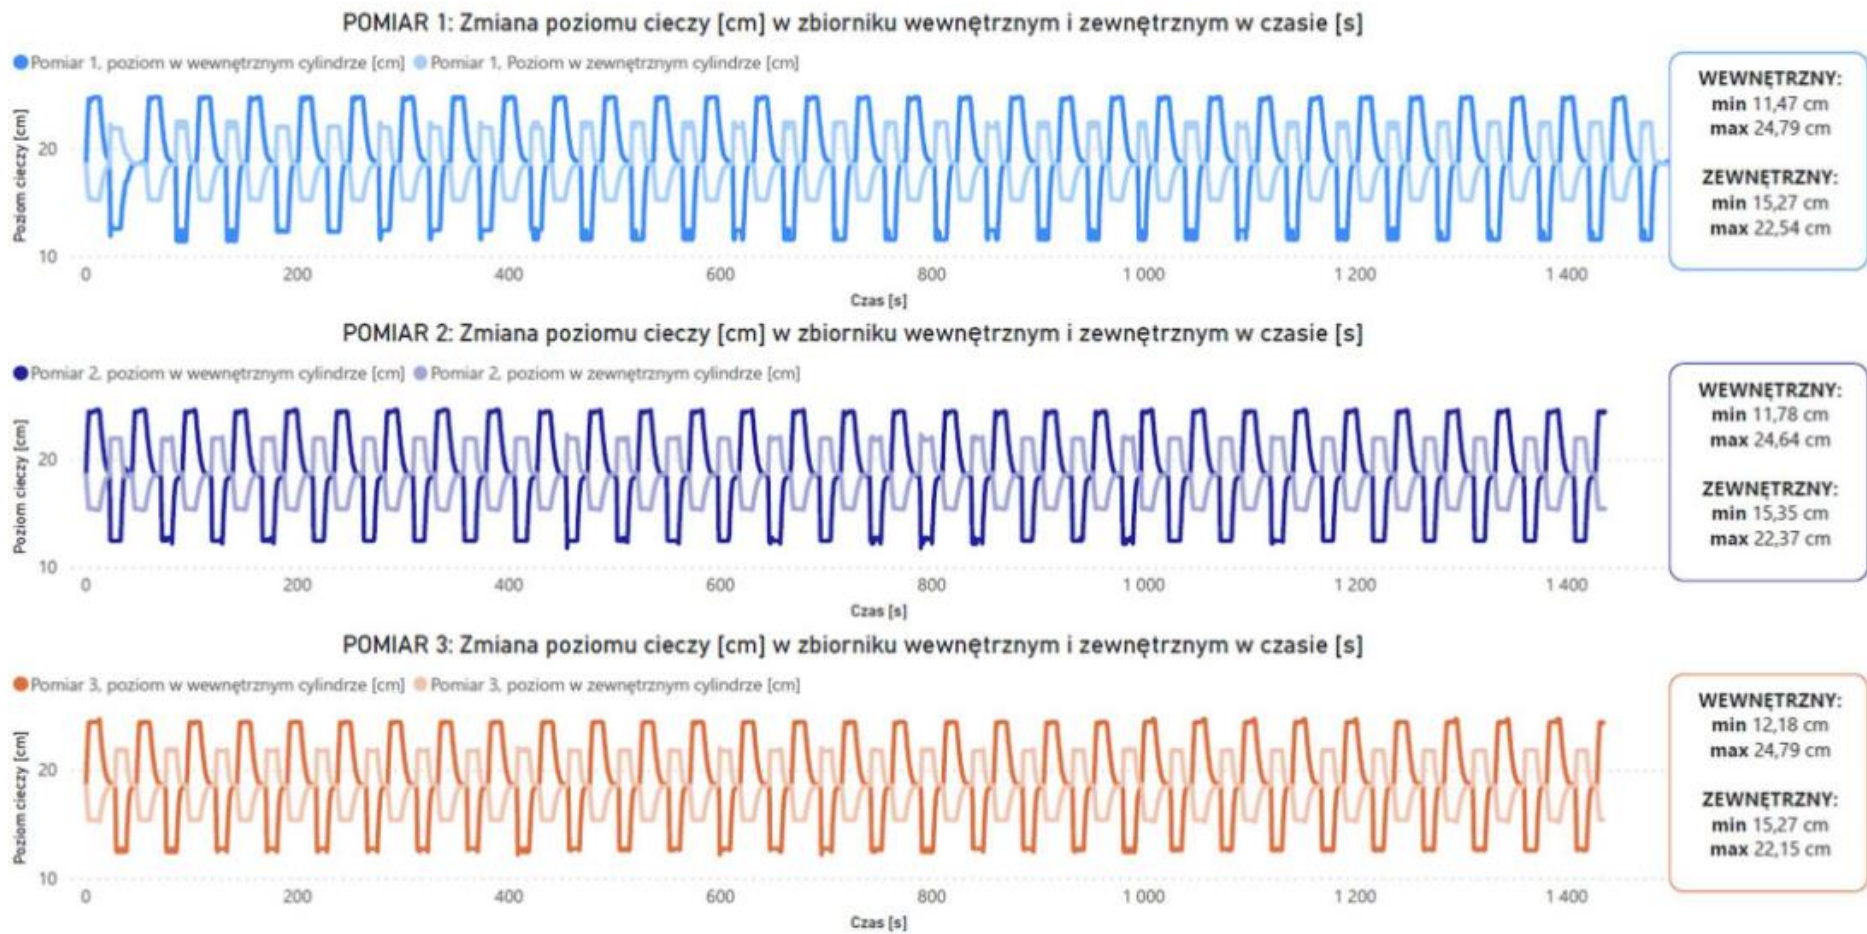 POMIAR 1: Zmiana poziomu cieczy [cm] w zbiorniku wewnętrznym i zewnętrznym w czasie [s]
Pomiar 1, poziom w wewnętrznym cylindrze [cm] Pomiar 1, Poziom w zewnętrznym cylindrze [cm]
Poziom cieczy [cm]
20
10
0 200 400 600 800 1 000 1 200 1 400
Czas [s]
WEWNĘTRZNY:
min 11,47 cm
max 24,79 cm
ZEWNĘTRZNY:
min 15,27 cm
max 22,54 cm
POMIAR 2: Zmiana poziomu cieczy [cm] w zbiorniku wewnętrznym i zewnętrznym w czasie [s]
Pomiar 2, poziom w wewnętrznym cylindrze [cm] Pomiar 2, poziom w zewnętrznym cylindrze [cm]
Poziom cieczy [cm]
20
10
0 200 400 600 800 1 000 1 200 1 400
Czas [s]
WEWNĘTRZNY:
min 11,78 cm
max 24,64 cm
ZEWNĘTRZNY:
min 15,35 cm
max 22,37 cm
POMIAR 3: Zmiana poziomu cieczy [cm] w zbiorniku wewnętrznym i zewnętrznym w czasie [s]
Pomiar 3, poziom w wewnętrznym cylindrze [cm] Pomiar 3, poziom w zewnętrznym cylindrze [cm]
Poziom cieczy [cm]
20
10
0 200 400 600 800 1 000 1 200 1 400
Czas [s]
WEWNĘTRZNY:
min 12,18 cm
max 24,79 cm
ZEWNĘTRZNY:
min 15,27 cm
max 22,15 cm